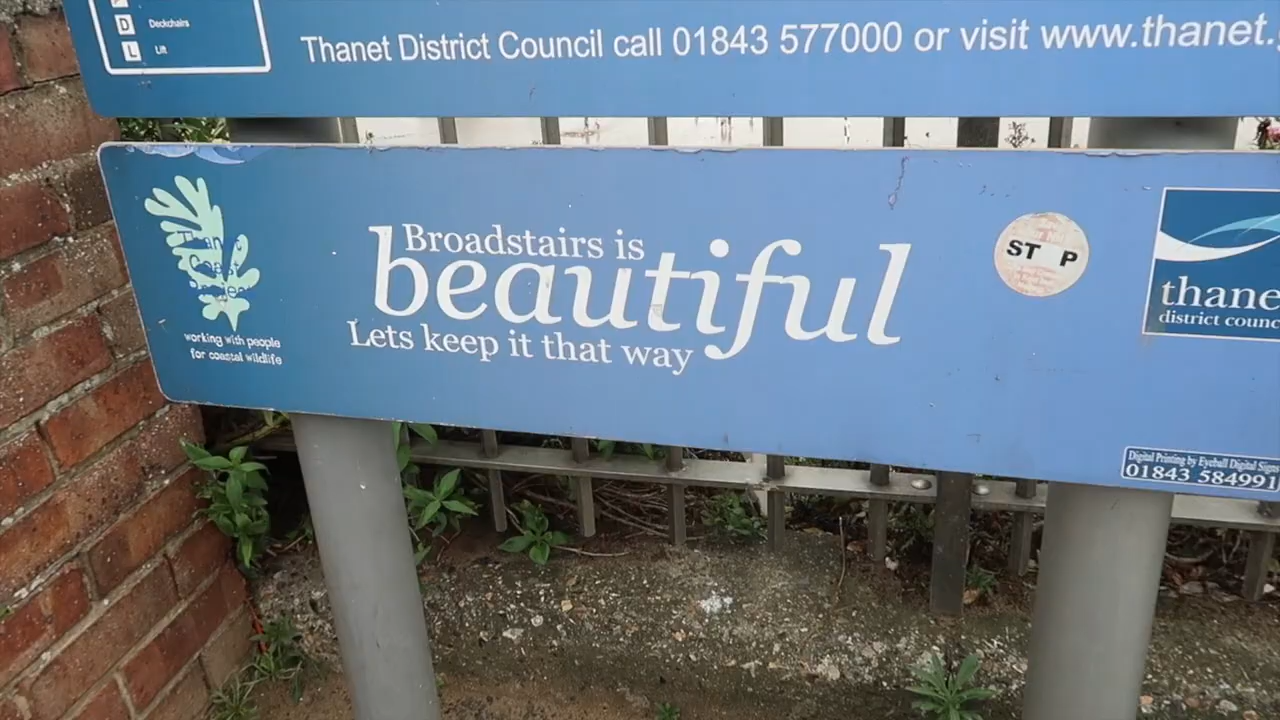 D Deckchairs
L Lift
Thanet District Council call 01843 577000 or visit www.thanet.
Thanet
Coast
working with people
for coastal wildlife
Broadstairs is
beautiful
Lets keep it that way
ST P
thane
district counc
Digital Printing by Eyeball Digital Signs
01843 584991